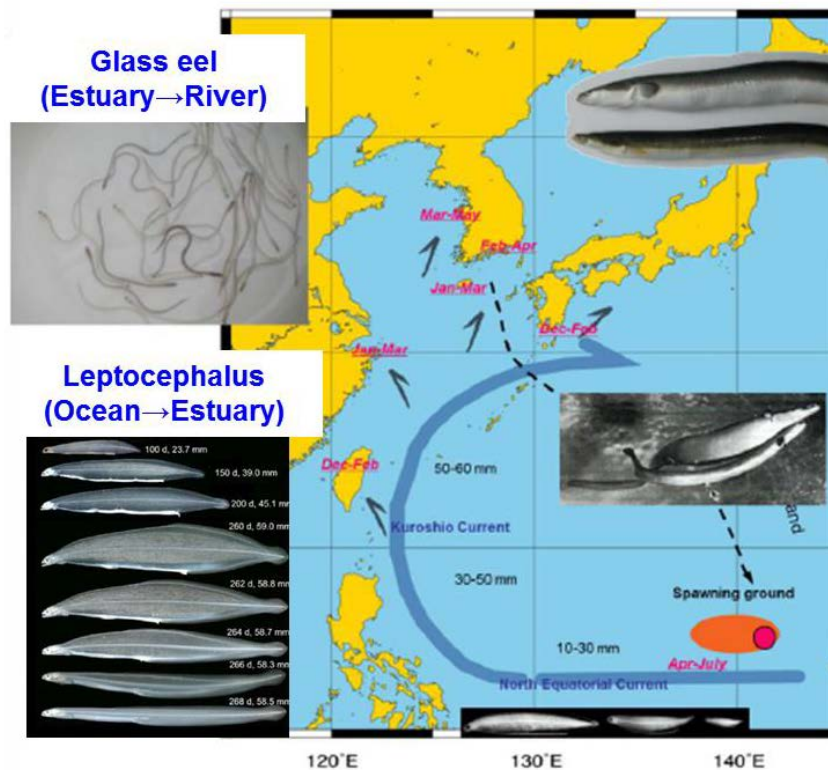 Glass eel
(Estuary→River)
Mar-May
Feb-Apr
Jan-Mar
Dec-Feb
Jan-Mar
Leptocephalus
(Ocean→Estuary)
100 d, 23.7 mm
150 d, 39.0 mm
200 d, 45.1 mm
260 d, 59.0 mm
262 d, 58.8 mm
264 d, 58.7 mm
266 d, 58.3 mm
268 d, 58.5 mm
Dec-Feb
50-60 mm
Kuroshio Current
30-50 mm
and
Spawning ground
10-30 mm
Apr-July
North Equatorial Current
120°E
130°E
140°E